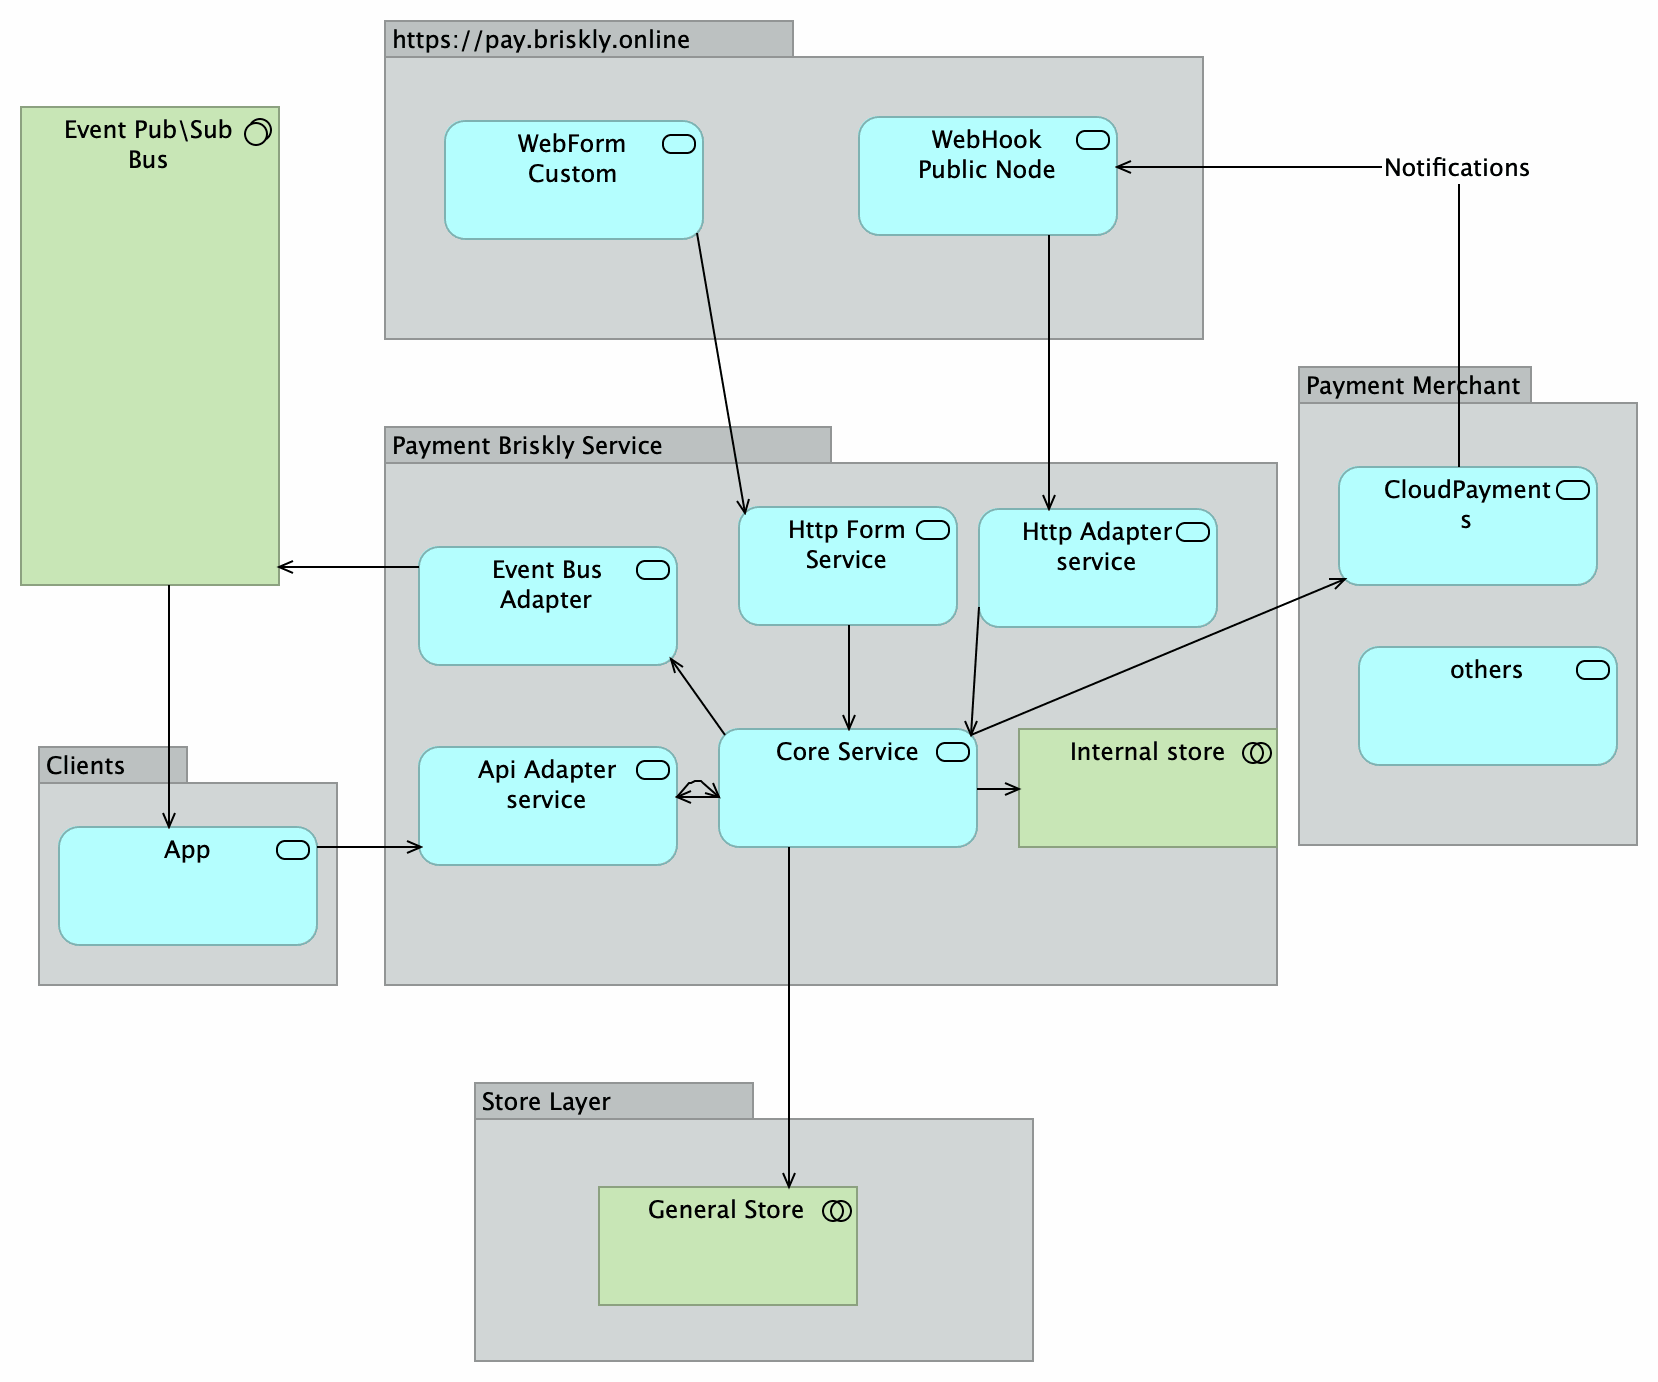 https://pay.briskly.online
Event Pub\Sub
Bus
WebForm
Custom
WebHook
Public Node
Notifications
Payment Merchant
Payment Briskly Service
CloudPayment
s
Http Form
Service
Http Adapter
service
Event Bus
Adapter
others
Clients
Api Adapter
service
Core Service
Internal store
App
Store Layer
General Store